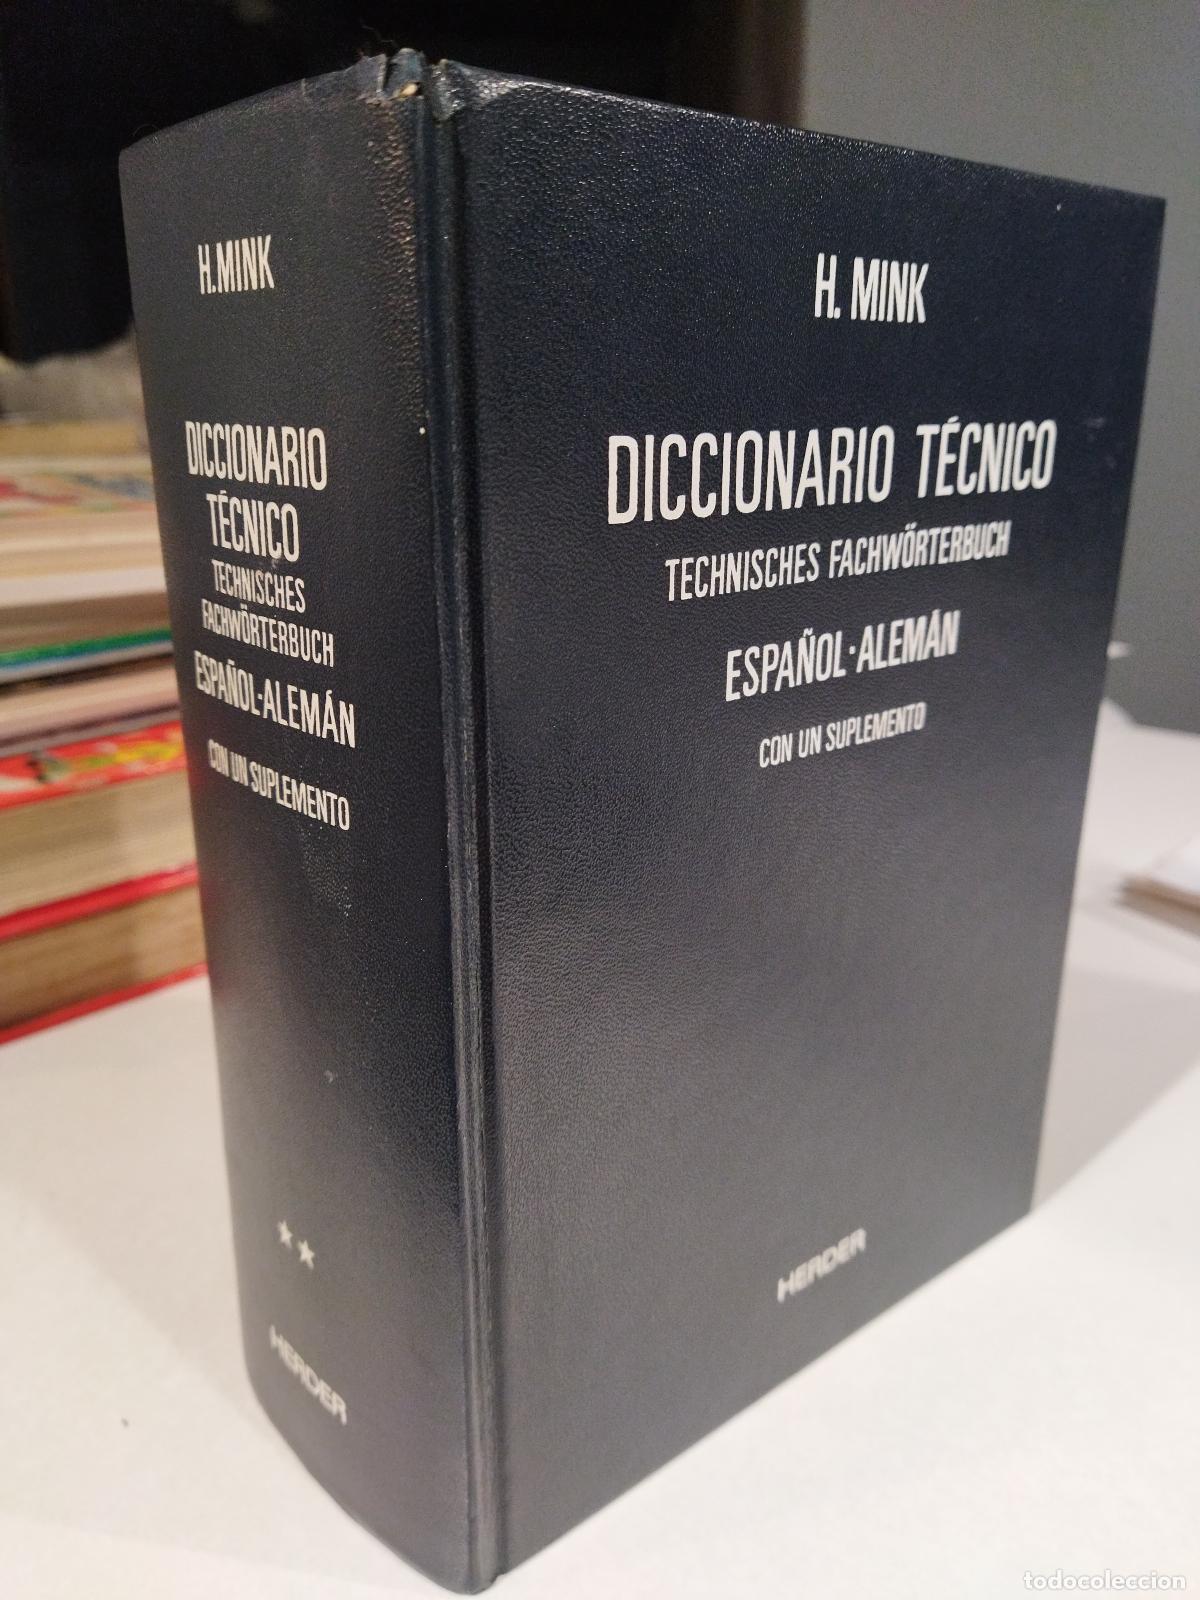 H.MINK
DICCIONARIO
TÉCNICO
TECHNISCHES
FACHWÖRTERBUCH
ESPAÑOL-ALEMÁN
CON UN SUPLEMENTO
HERDER
H. MINK
DICCIONARIO TÉCNICO
TECHNISCHES FACHWÖRTERBUCH
ESPAÑOL·ALEMÁN
CON UN SUPLEMENTO
HERDER
todocoleccion